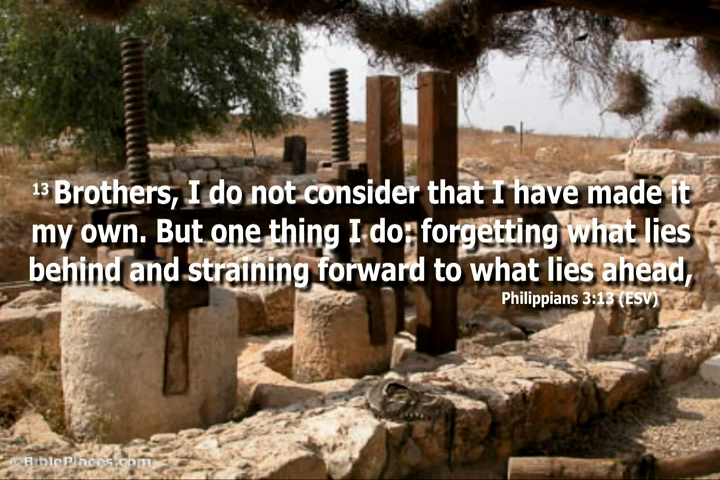 13 Brothers, I do not consider that I have made it
my own. But one thing I do: forgetting what lies
behind and straining forward to what lies ahead,
Philippians 3:13 (ESV)
©BiblePlaces.com